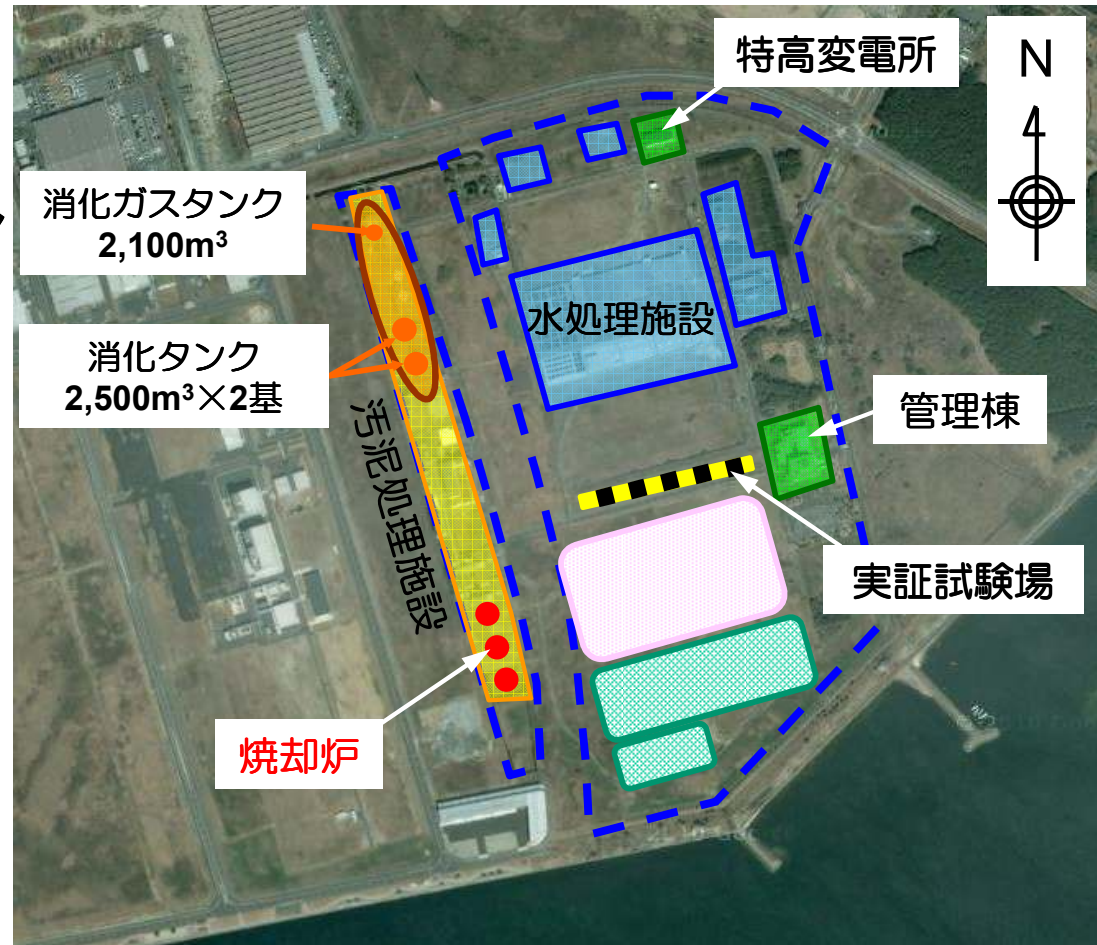 特高変電所
N
消化ガスタンク
2,100m³
水処理施設
消化タンク
2,500m³×2基
管理棟
汚泥処理施設
実証試験場
焼却炉